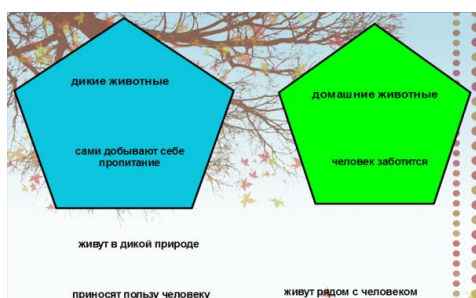 дикие животные
домашние животные
сами добывают себе
пропитание
человек заботится
живут в дикой природе
приносят пользу человеку
живут рядом с человеком